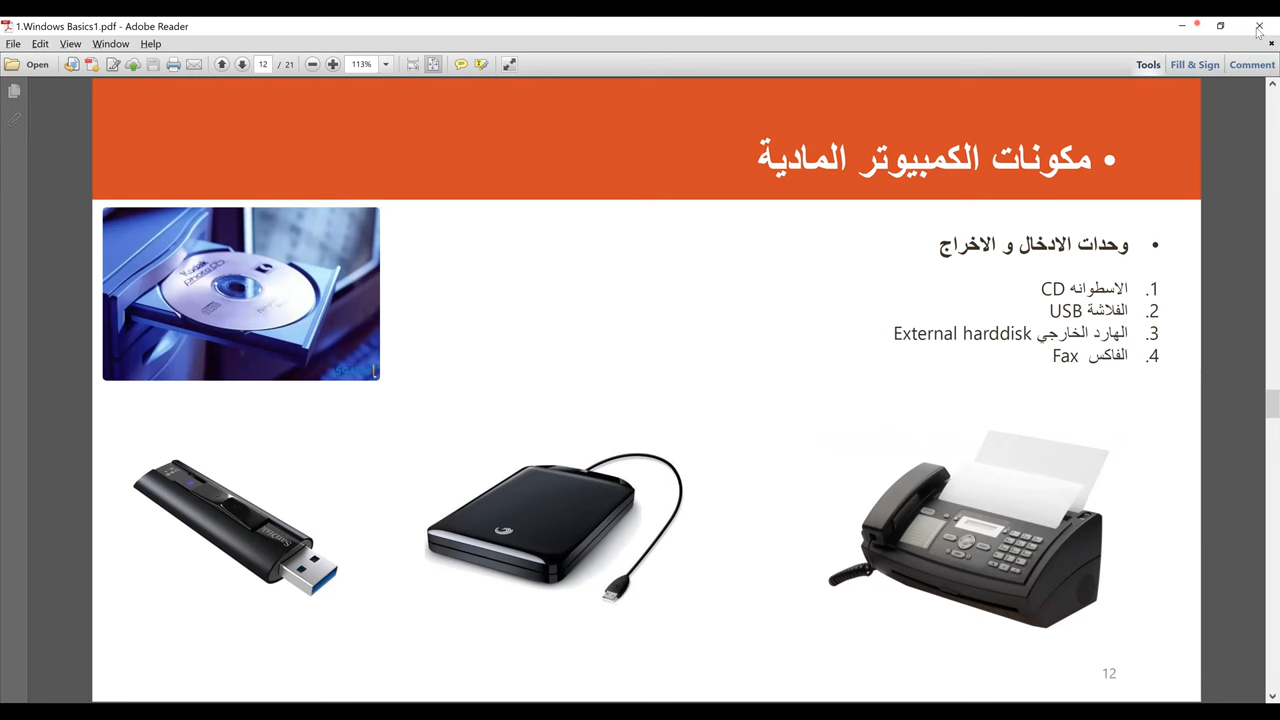 1.Windows Basics1.pdf - Adobe Reader
File Edit View Window Help
Open 12 / 21 113% Tools Fill & Sign Comment
• مكونات الكمبيوتر المادية
• وحدات الادخال و الاخراج
1. الاسطوانه CD
2. الفلاشة USB
3. الهارد الخارجي External harddisk
4. الفاكس Fax
Kodak
SanDisk
12